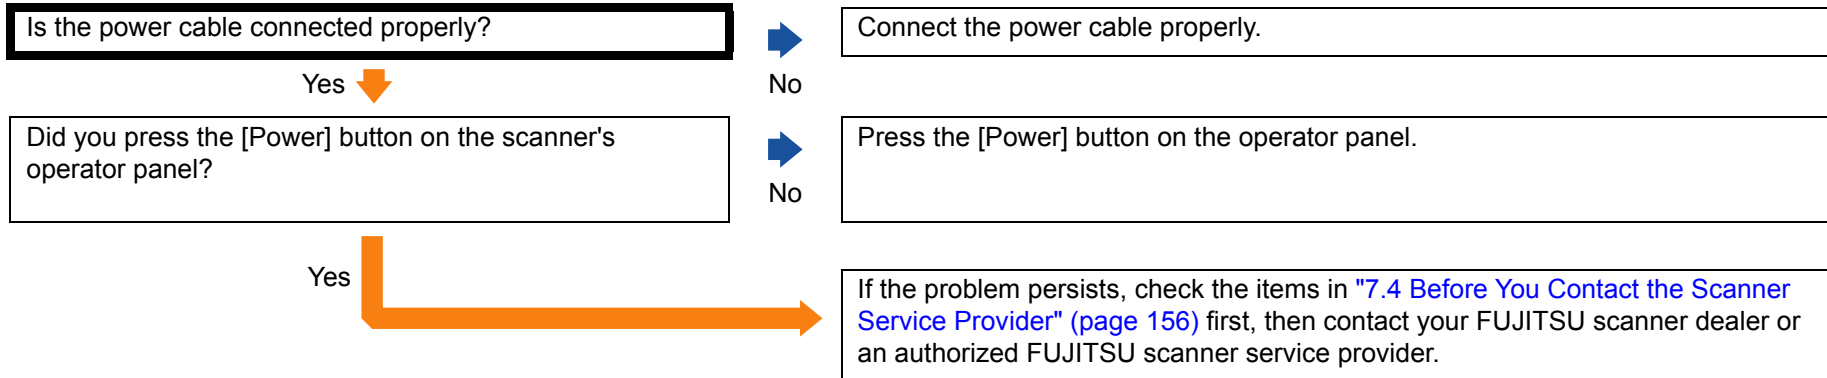 Is the power cable connected properly?
Connect the power cable properly.
Yes
No
Did you press the [Power] button on the scanner's
operator panel?
Press the [Power] button on the operator panel.
No
Yes
If the problem persists, check the items in "7.4 Before You Contact the Scanner
Service Provider" (page 156) first, then contact your FUJITSU scanner dealer or
an authorized FUJITSU scanner service provider.